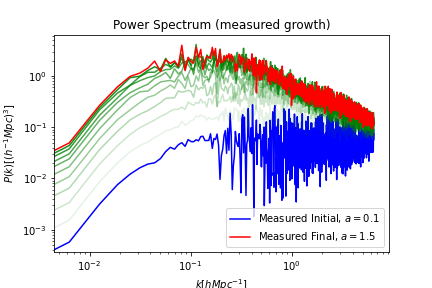 Power Spectrum (measured growth)
P(k)[(h⁻¹Mpc)³]
10⁰
10⁻¹
10⁻²
10⁻³
Measured Initial, a = 0.1
Measured Final, a = 1.5
10⁻² 10⁻¹ 10⁰
k[hMpc⁻¹]